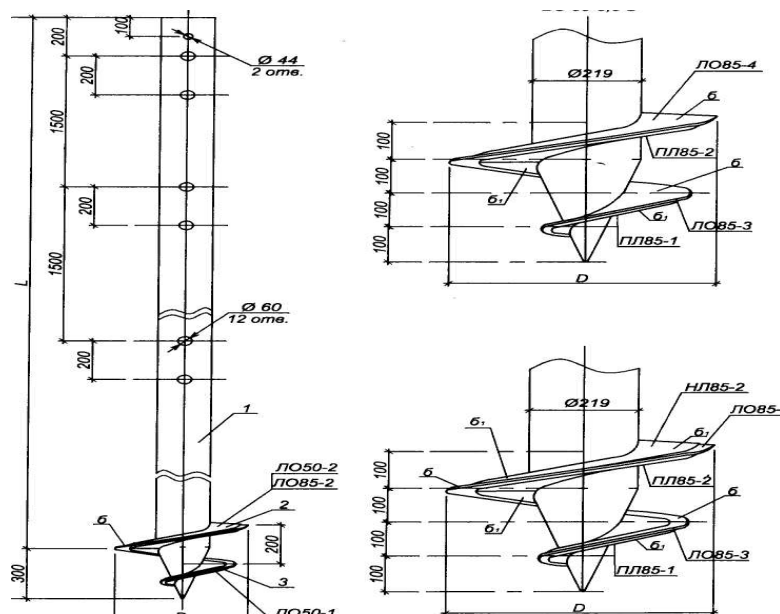 100
200
Ø 44
2 отв.
200
1500
200
1500
L
Ø 60
12 отв.
200
1
ЛО50-2
ЛО85-2
б
2
200
300
3
ЛО50-1
Ø219
ЛО85-4
б
100
ПЛ85-2
100
б
б₁
100
б₁
ЛО85-3
100
ПЛ85-1
D
НЛ85-2
Ø219
б₁
б₁
ЛО85-
б
100
ПЛ85-2
100
б
б₁
100
б₁
ЛО85-3
100
ПЛ85-1
D